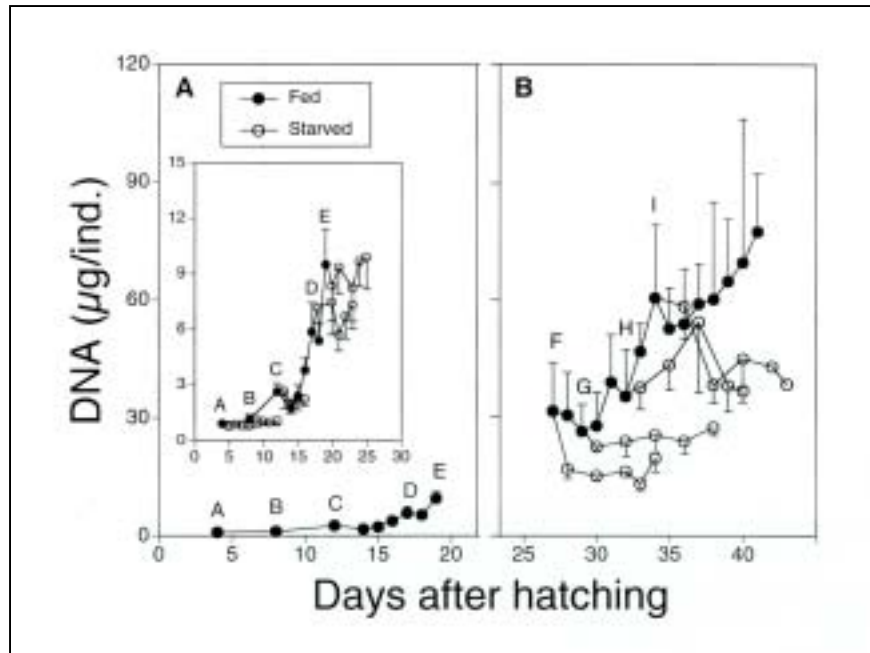 120
90
60
30
0
DNA (µg/ind.)
A
Fed
Starved
15
12
9
6
3
0
0 5 10 15 20 25 30
A
B
C
D
E
A
B
C
D
E
0 5 10 15 20
B
F
G
H
I
25 30 35 40
Days after hatching